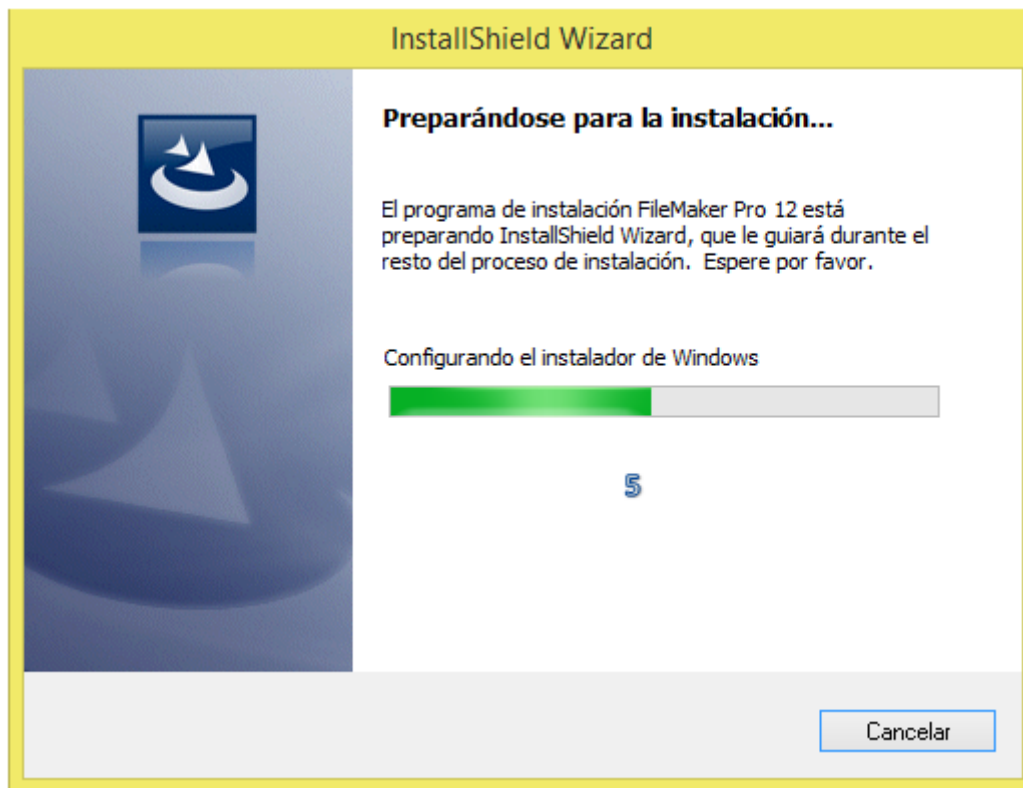 InstallShield Wizard
Preparándose para la instalación...
El programa de instalación FileMaker Pro 12 está
preparando InstallShield Wizard, que le guiará durante el
resto del proceso de instalación.  Espere por favor.
Configurando el instalador de Windows
5
Cancelar